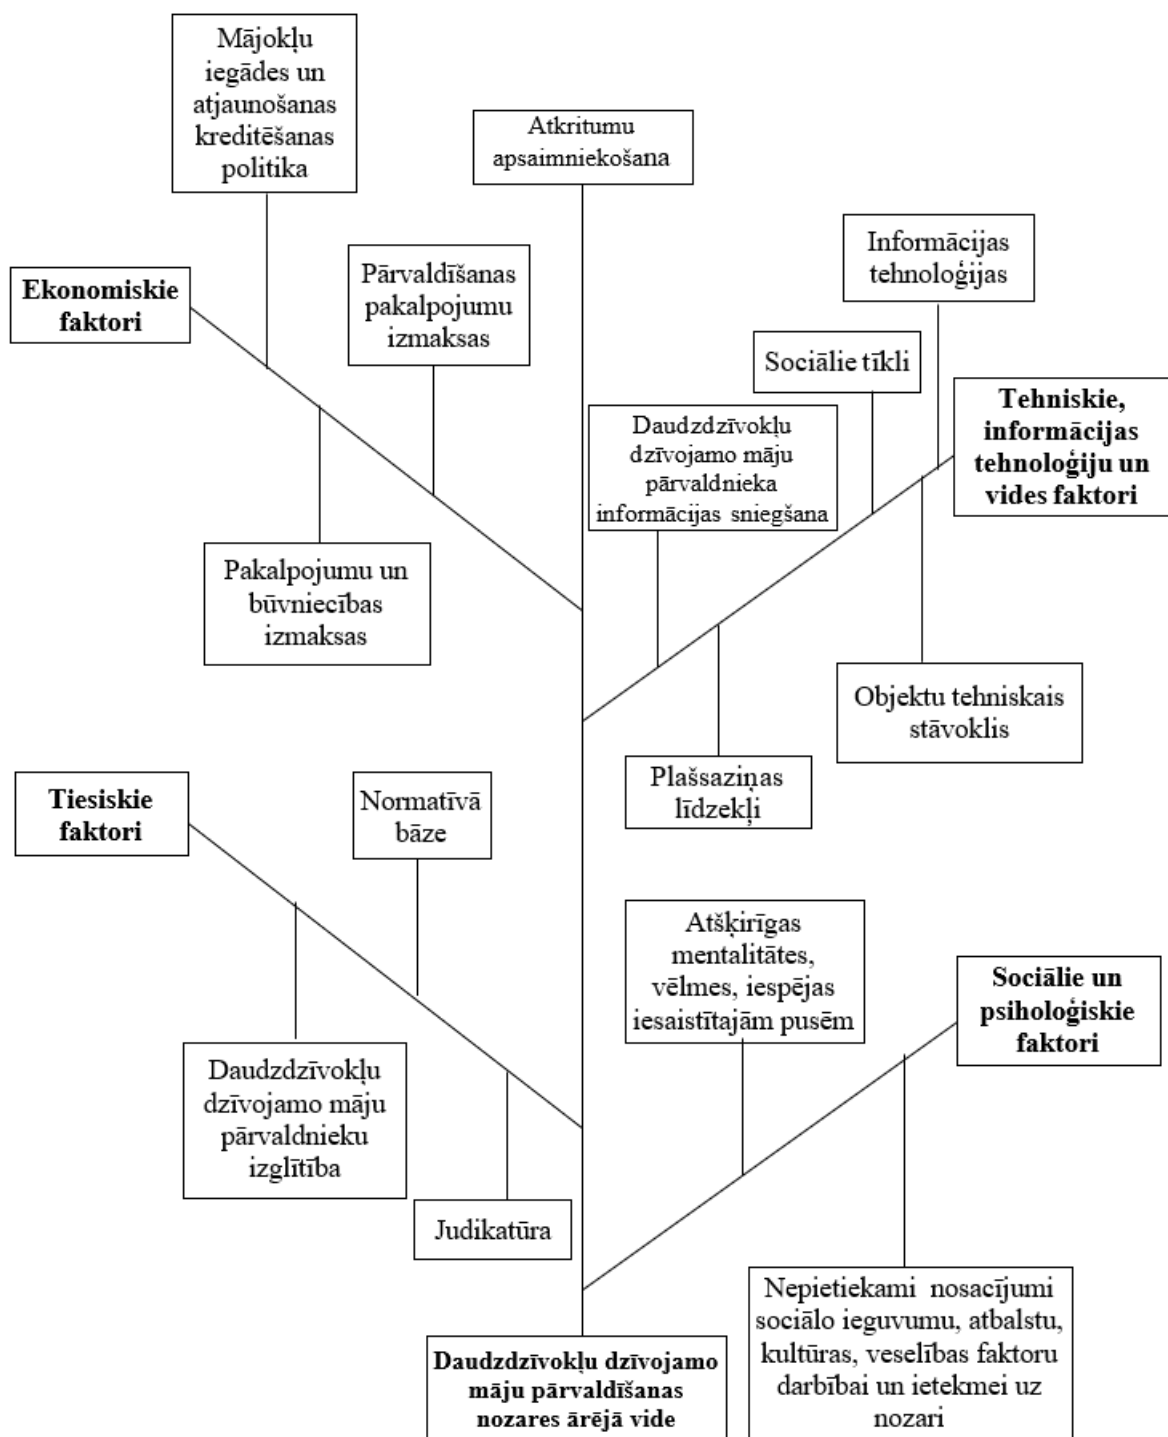 Mājokļu
iegādes un
atjaunošanas
kreditēšanas
politika
Atkritumu
apsaimniekošana
Informācijas
tehnoloģijas
Pārvaldīšanas
pakalpojumu
izmaksas
Ekonomiskie
faktori
Sociālie tīkli
Tehniskie,
informācijas
tehnoloģiju un
vides faktori
Daudzdzīvokļu
dzīvojamo māju
pārvaldnieka
informācijas sniegšana
Pakalpojumu un
būvniecības
izmaksas
Objektu tehniskais
stāvoklis
Plašsaziņas
līdzekļi
Tiesiskie
faktori
Normatīvā
bāze
Atšķirīgas
mentalitātes,
vēlmes, iespējas
iesaistītajām pusēm
Sociālie un
psiholoģiskie
faktori
Daudzdzīvokļu
dzīvojamo māju
pārvaldnieku
izglītība
Judikatūra
Nepietiekami nosacījumi
sociālo ieguvumu, atbalstu,
kultūras, veselības faktoru
darbībai un ietekmei uz
nozari
Daudzdzīvokļu dzīvojamo
māju pārvaldīšanas
nozares ārējā vide